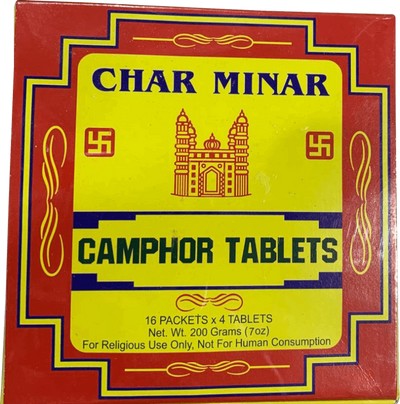 CHAR MINAR
CAMPHOR TABLETS
16 PACKETS x 4 TABLETS
Net. Wt. 200 Grams (7oz)
For Religious Use Only, Not For Human Consumption